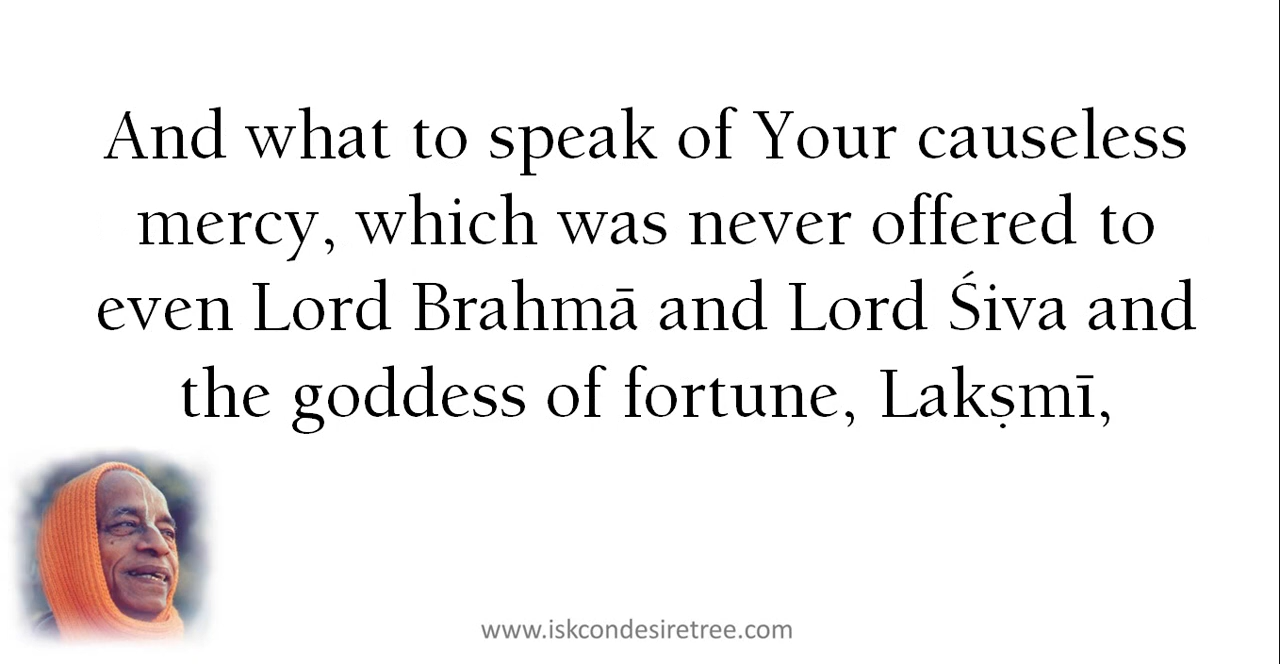 And what to speak of Your causeless
mercy, which was never offered to
even Lord Brahmā and Lord Śiva and
the goddess of fortune, Lakṣmī,
www.iskcondesiretree.com